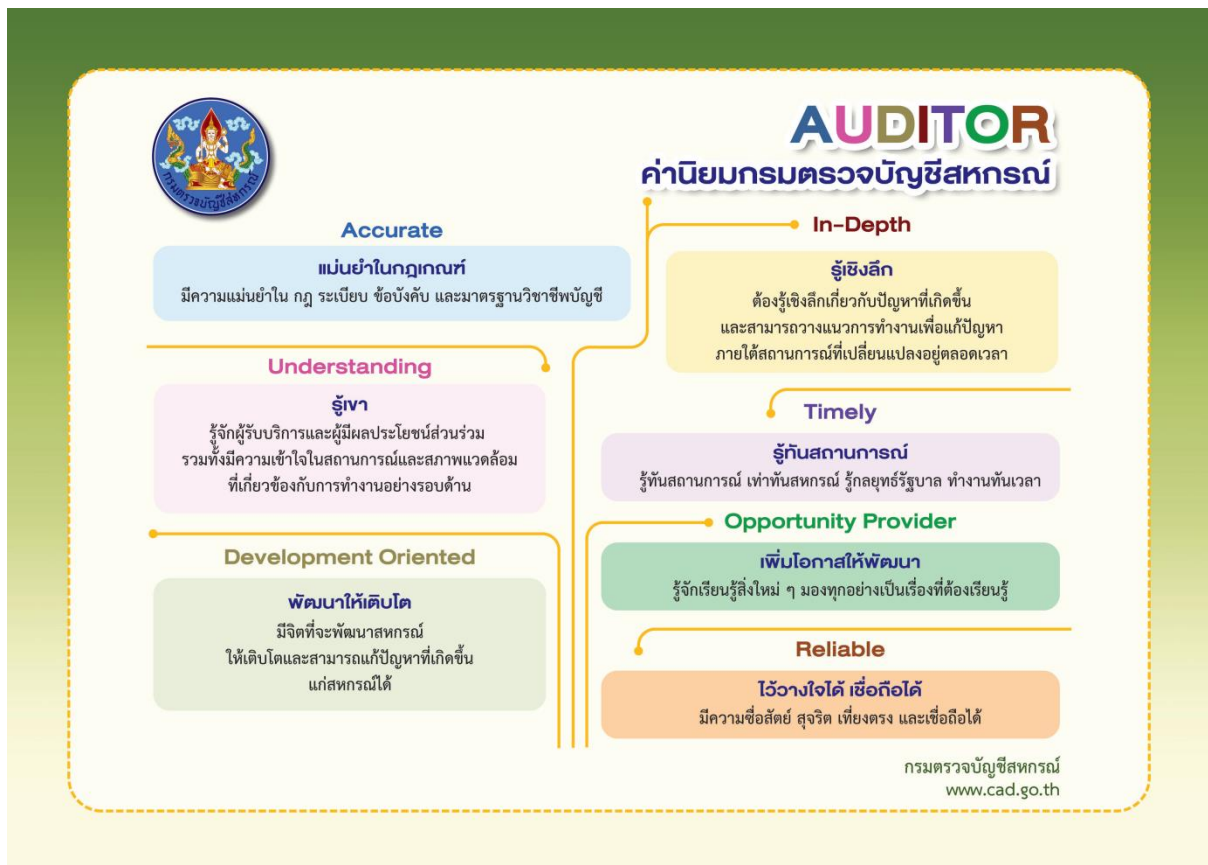 กรมตรวจบัญชีสหกรณ์
AUDITOR
ค่านิยมกรมตรวจบัญชีสหกรณ์
Accurate
แม่นยำในกฎเกณฑ์
มีความแม่นยำใน กฎ ระเบียบ ข้อบังคับ และมาตรฐานวิชาชีพบัญชี
Understanding
รู้เขา
รู้จักผู้รับบริการและผู้มีผลประโยชน์ส่วนร่วม
รวมทั้งมีความเข้าใจในสถานการณ์และสภาพแวดล้อม
ที่เกี่ยวข้องกับการทำงานอย่างรอบด้าน
Development Oriented
พัฒนาให้เติบโต
มีจิตที่จะพัฒนาสหกรณ์
ให้เติบโตและสามารถแก้ปัญหาที่เกิดขึ้น
แก่สหกรณ์ได้
In-Depth
รู้เชิงลึก
ต้องรู้เชิงลึกเกี่ยวกับปัญหาที่เกิดขึ้น
และสามารถวางแนวการทำงานเพื่อแก้ปัญหา
ภายใต้สถานการณ์ที่เปลี่ยนแปลงอยู่ตลอดเวลา
Timely
รู้ทันสถานการณ์
รู้ทันสถานการณ์ เท่าทันสหกรณ์ รู้กลยุทธ์รัฐบาล ทำงานทันเวลา
Opportunity Provider
เพิ่มโอกาสให้พัฒนา
รู้จักเรียนรู้สิ่งใหม่ ๆ มองทุกอย่างเป็นเรื่องที่ต้องเรียนรู้
Reliable
ไว้วางใจได้ เชื่อถือได้
มีความซื่อสัตย์ สุจริต เที่ยงตรง และเชื่อถือได้
กรมตรวจบัญชีสหกรณ์
www.cad.go.th